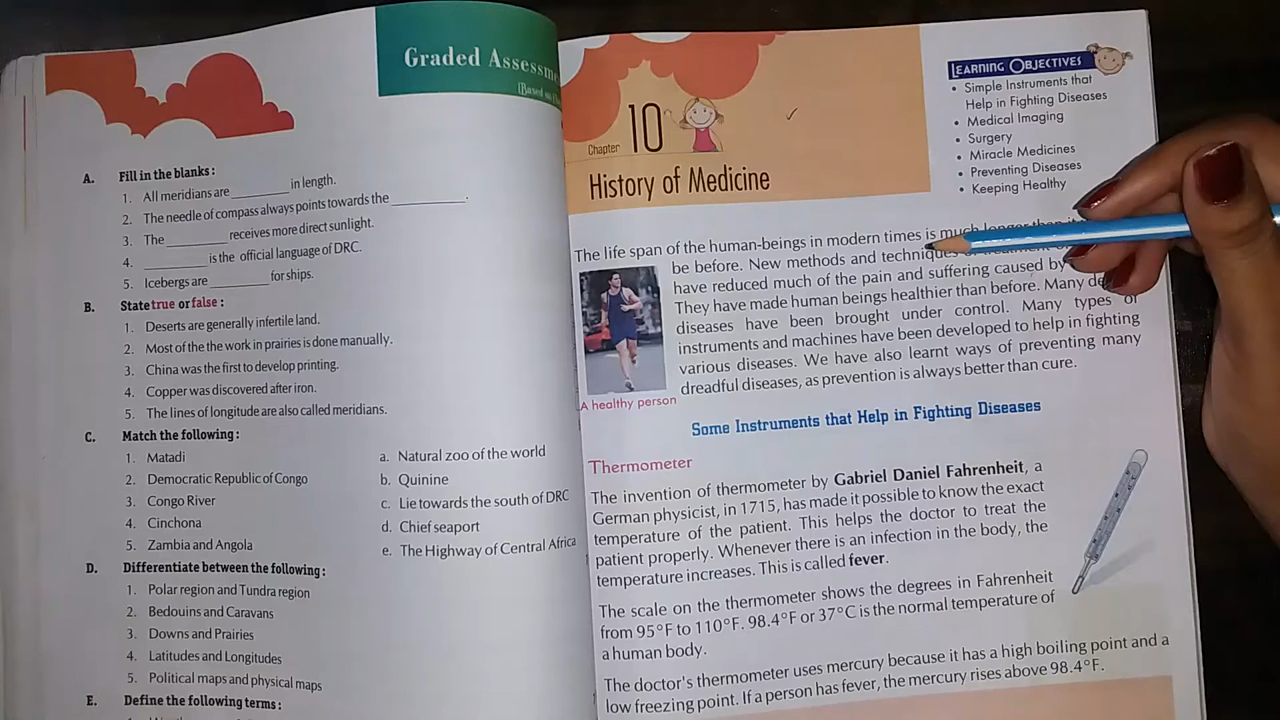 Graded Assessme
[Based on
A. Fill in the blanks :
1. All meridians are ________ in length.
2. The needle of compass always points towards the ________.
3. The ________ receives more direct sunlight.
4. ________ is the official language of DRC.
5. Icebergs are ________ for ships.
B. State true or false :
1. Deserts are generally infertile land.
2. Most of the the work in prairies is done manually.
3. China was the first to develop printing.
4. Copper was discovered after iron.
5. The lines of longitude are also called meridians.
C. Match the following :
1. Matadi a. Natural zoo of the world
2. Democratic Republic of Congo b. Quinine
3. Congo River c. Lie towards the south of DRC
4. Cinchona d. Chief seaport
5. Zambia and Angola e. The Highway of Central Africa
D. Differentiate between the following :
1. Polar region and Tundra region
2. Bedouins and Caravans
3. Downs and Prairies
4. Latitudes and Longitudes
5. Political maps and physical maps
E. Define the following terms :
Chapter 10
History of Medicine
LEARNING OBJECTIVES
• Simple Instruments that
Help in Fighting Diseases
• Medical Imaging
• Surgery
• Miracle Medicines
• Preventing Diseases
• Keeping Healthy
The life span of the human-beings in modern times is much longer than
be before. New methods and techniques
have reduced much of the pain and suffering caused by
They have made human beings healthier than before. Many
diseases have been brought under control. Many types of
instruments and machines have been developed to help in fighting
various diseases. We have also learnt ways of preventing many
dreadful diseases, as prevention is always better than cure.
A healthy person
Some Instruments that Help in Fighting Diseases
Thermometer
The invention of thermometer by Gabriel Daniel Fahrenheit, a
German physicist, in 1715, has made it possible to know the exact
temperature of the patient. This helps the doctor to treat the
patient properly. Whenever there is an infection in the body, the
temperature increases. This is called fever.
The scale on the thermometer shows the degrees in Fahrenheit
from 95°F to 110°F. 98.4°F or 37°C is the normal temperature of
a human body.
The doctor's thermometer uses mercury because it has a high boiling point and a
low freezing point. If a person has fever, the mercury rises above 98.4°F.